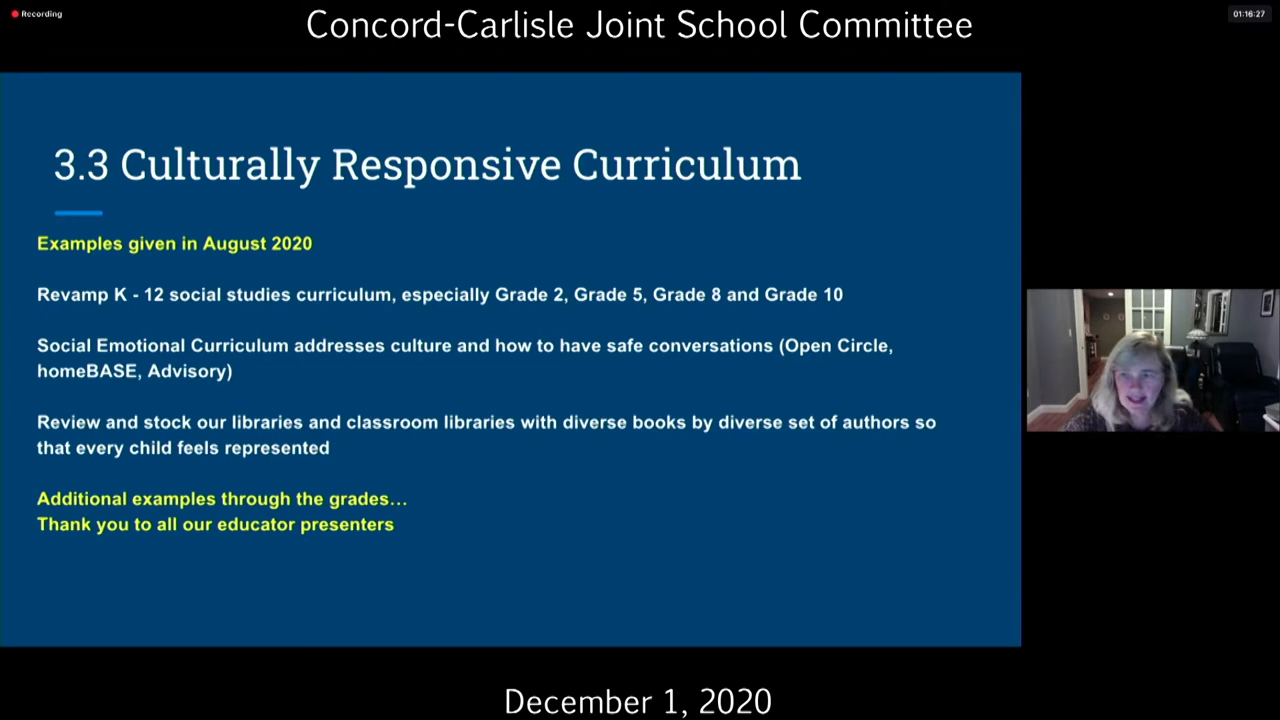 Recording
Concord-Carlisle Joint School Committee
01:16:27
3.3 Culturally Responsive Curriculum
Examples given in August 2020
Revamp K - 12 social studies curriculum, especially Grade 2, Grade 5, Grade 8 and Grade 10
Social Emotional Curriculum addresses culture and how to have safe conversations (Open Circle,
homeBASE, Advisory)
Review and stock our libraries and classroom libraries with diverse books by diverse set of authors so
that every child feels represented
Additional examples through the grades…
Thank you to all our educator presenters
December 1, 2020